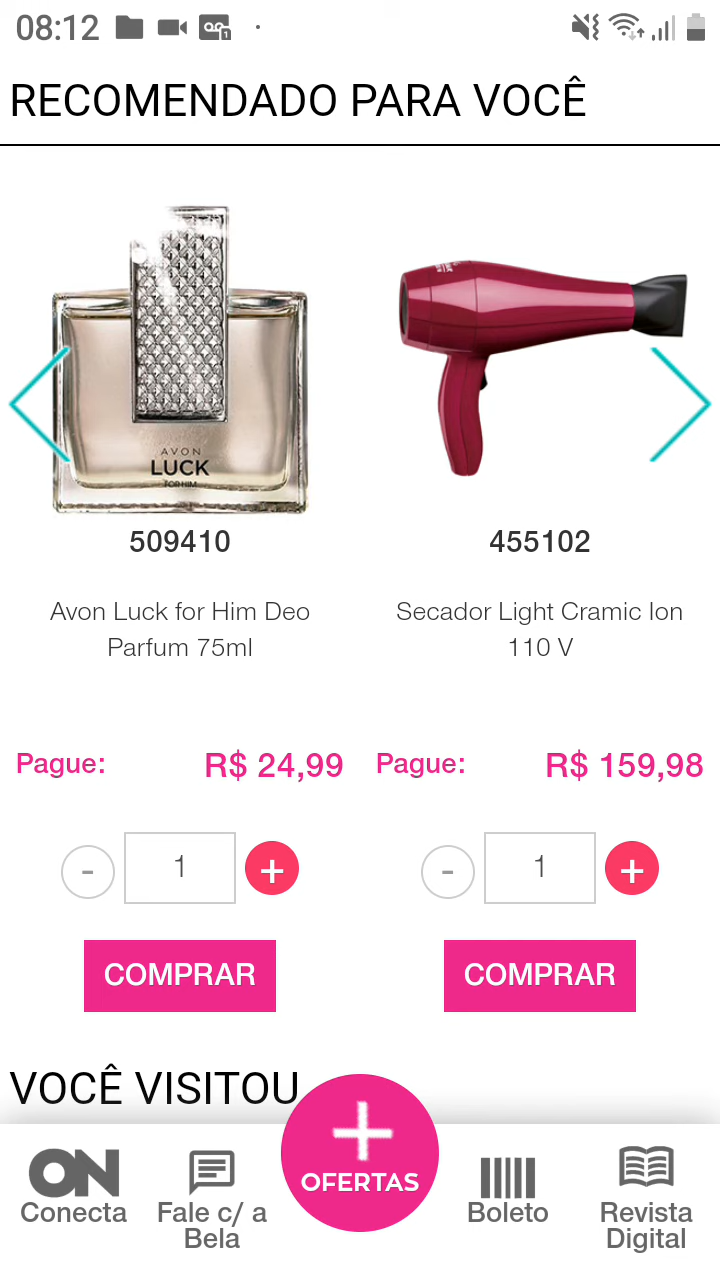 08:12
RECOMENDADO PARA VOCÊ
AVON
LUCK
FOR HIM
509410
455102
Avon Luck for Him Deo
Parfum 75ml
Secador Light Cramic Ion
110 V
Pague: R$ 24,99
Pague: R$ 159,98
- 1 +
- 1 +
COMPRAR
COMPRAR
VOCÊ VISITOU
+
OFERTAS
ON
Conecta
Fale c/ a
Bela
Boleto
Revista
Digital